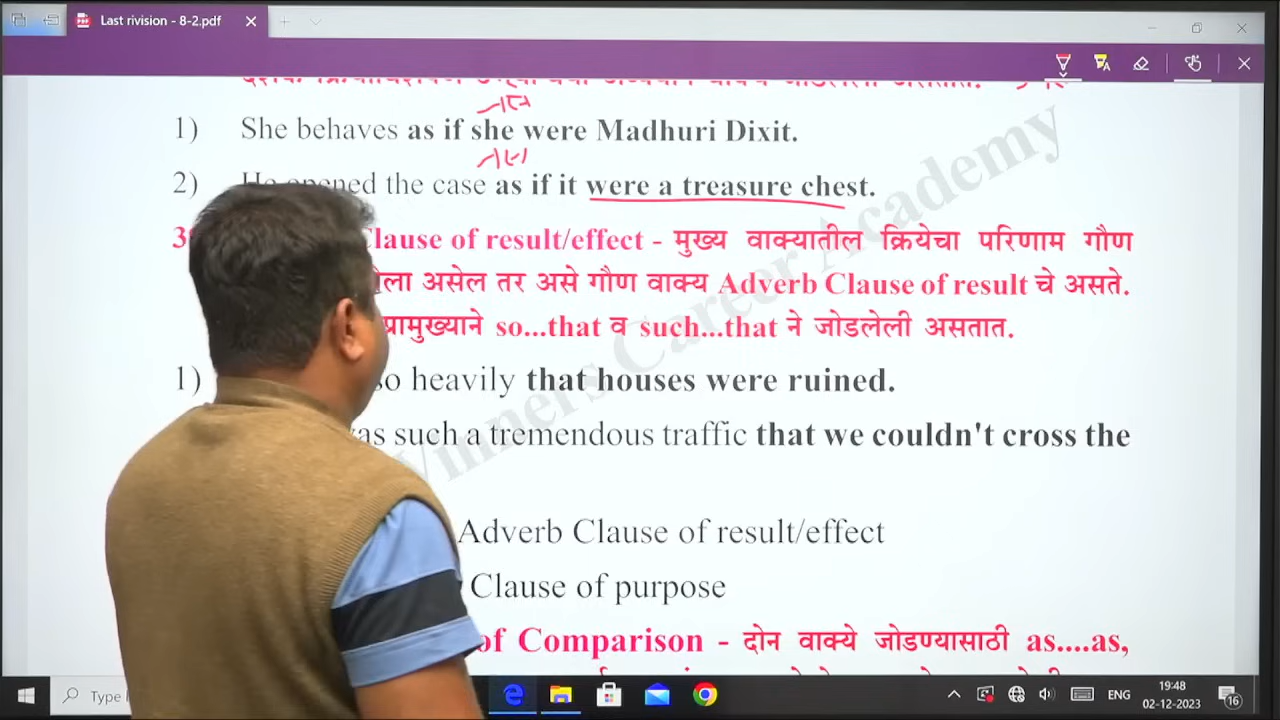 Last rivision - 8-2.pdf
1) She behaves as if she were Madhuri Dixit.
2) He opened the case as if it were a treasure chest.
3 Clause of result/effect - मुख्य वाक्यातील क्रियेचा परिणाम गौण
असेल तर असे गौण वाक्य Adverb Clause of result चे असते.
प्रामुख्याने so...that व such...that ने जोडलेली असतात.
1) so heavily that houses were ruined.
such a tremendous traffic that we couldn't cross the
Adverb Clause of result/effect
Clause of purpose
of Comparison - दोन वाक्ये जोडण्यासाठी as....as,
Winners Career Academy
Type
ENG
19:48
02-12-2023
16